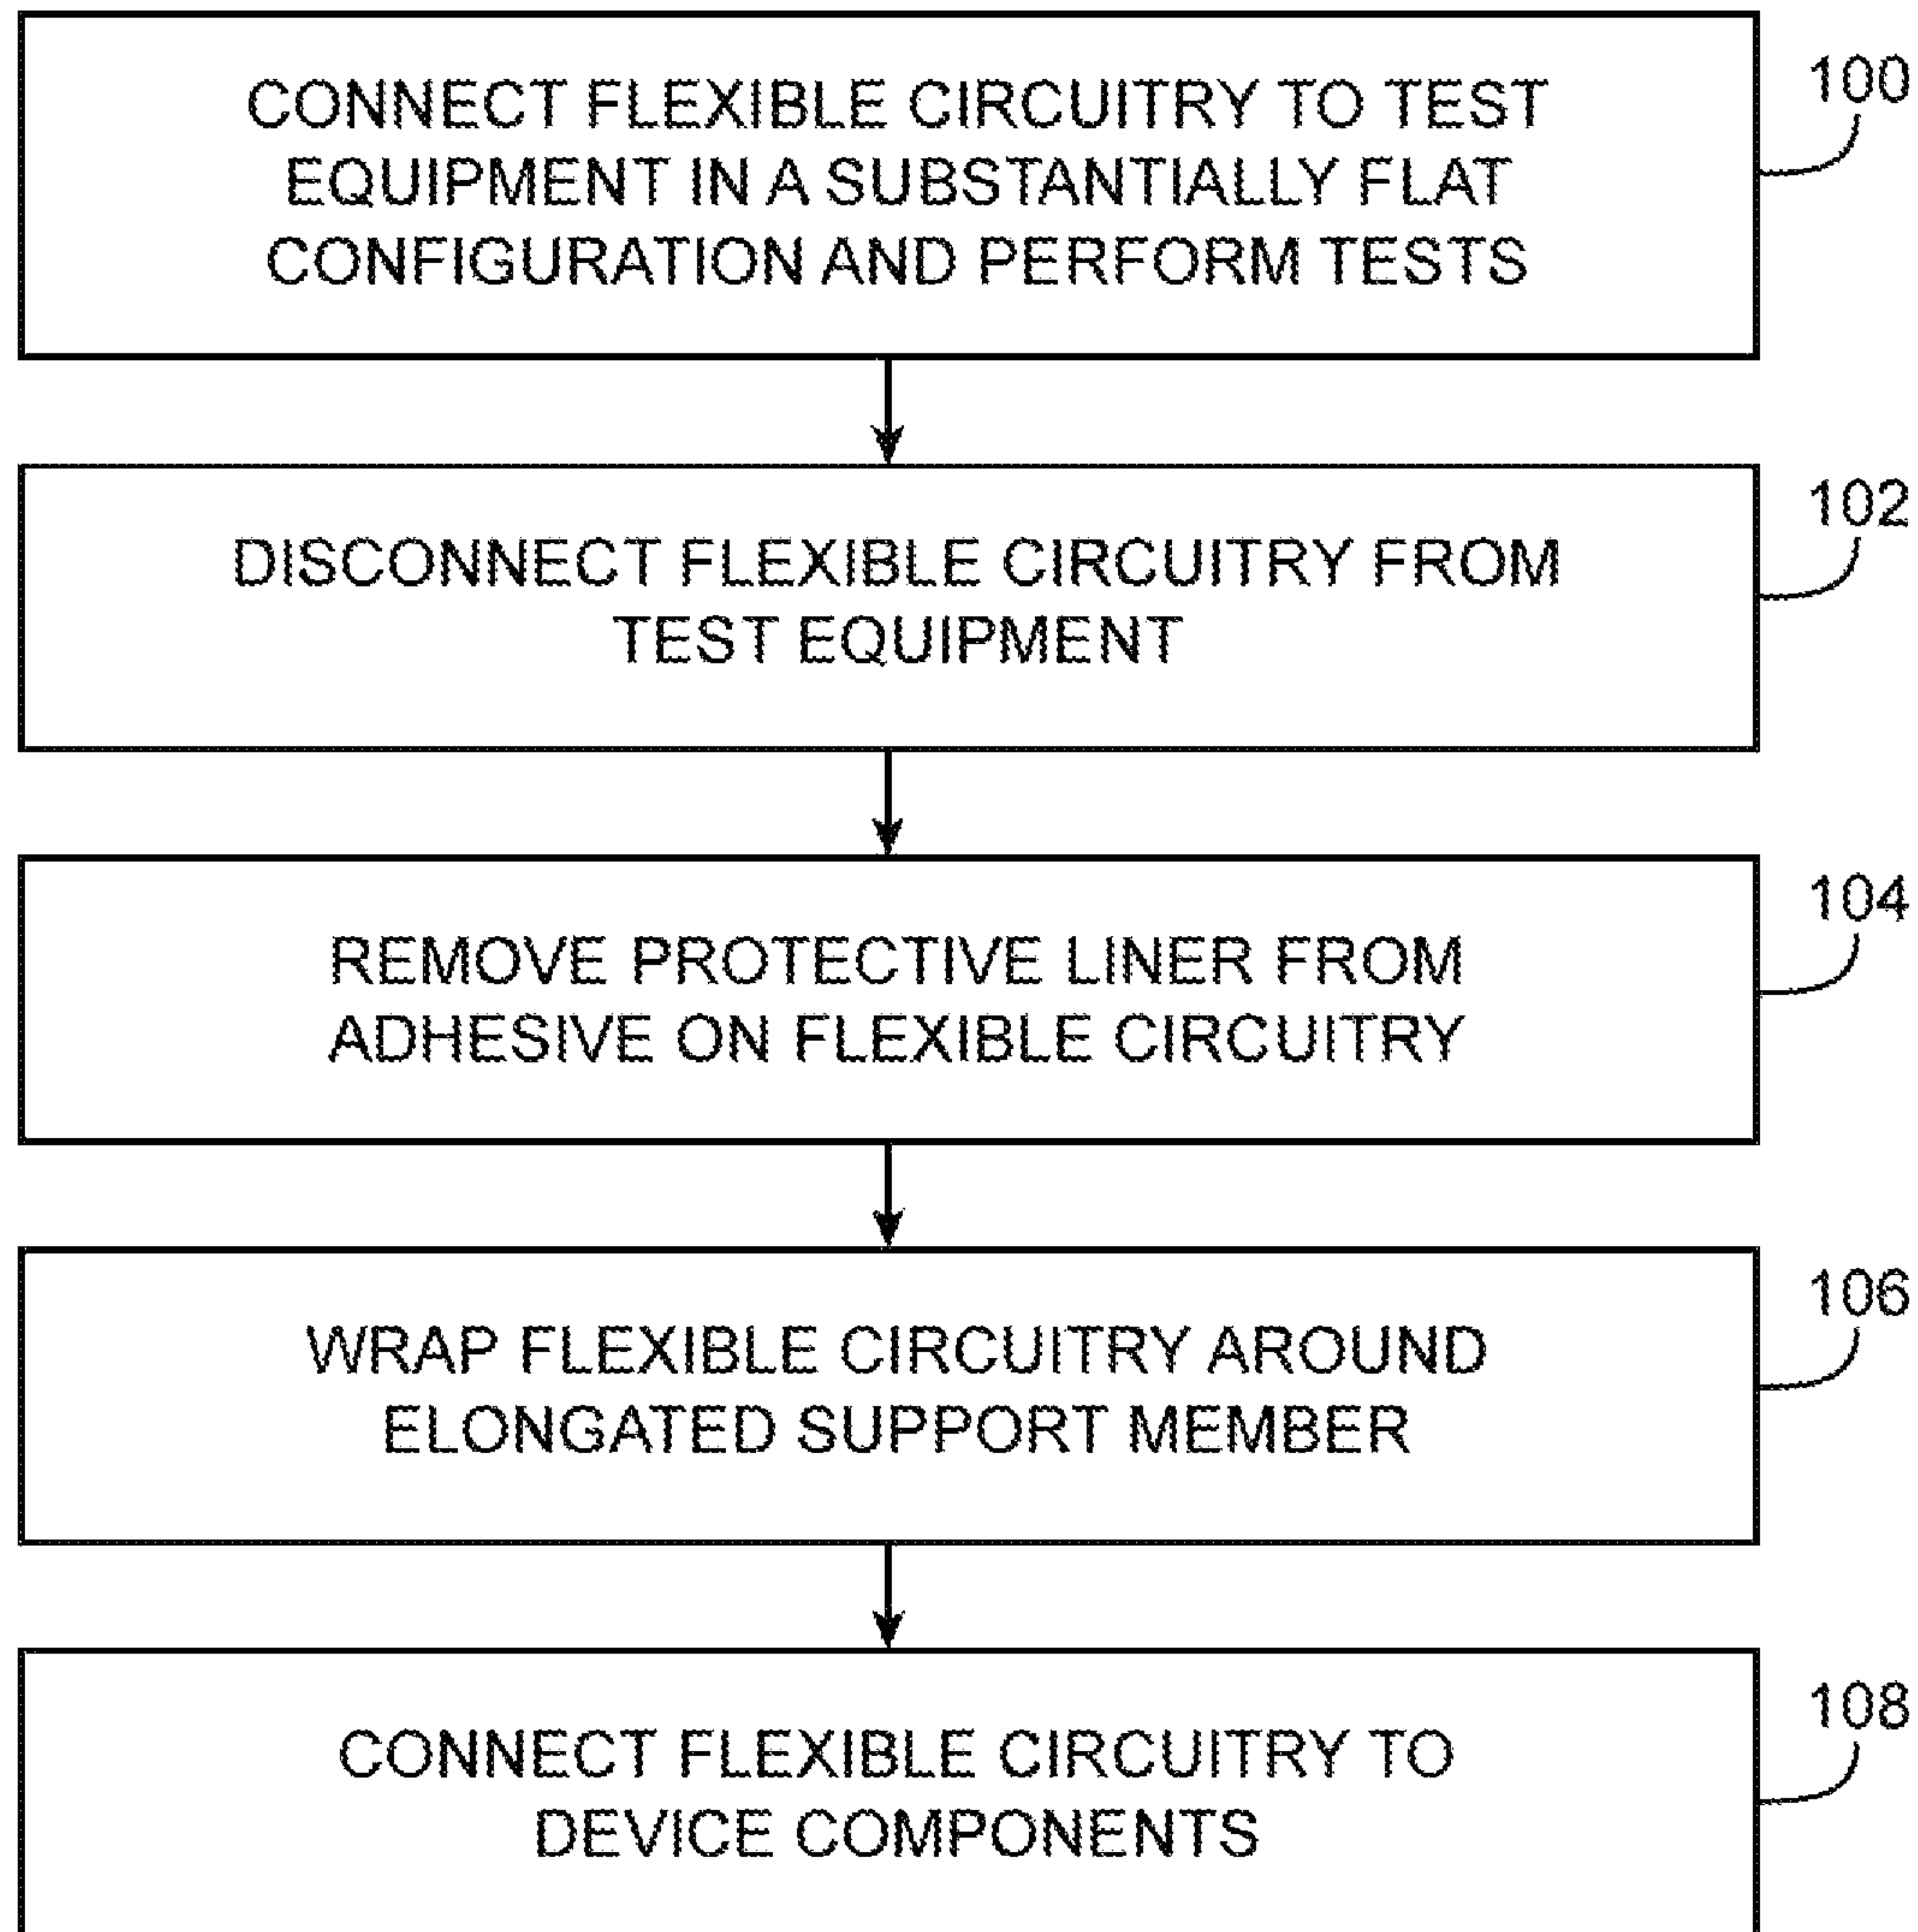 CONNECT FLEXIBLE CIRCUITRY TO TEST
EQUIPMENT IN A SUBSTANTIALLY FLAT
CONFIGURATION AND PERFORM TESTS
100
DISCONNECT FLEXIBLE CIRCUITRY FROM
TEST EQUIPMENT
102
REMOVE PROTECTIVE LINER FROM
ADHESIVE ON FLEXIBLE CIRCUITRY
104
WRAP FLEXIBLE CIRCUITRY AROUND
ELONGATED SUPPORT MEMBER
106
CONNECT FLEXIBLE CIRCUITRY TO
DEVICE COMPONENTS
108